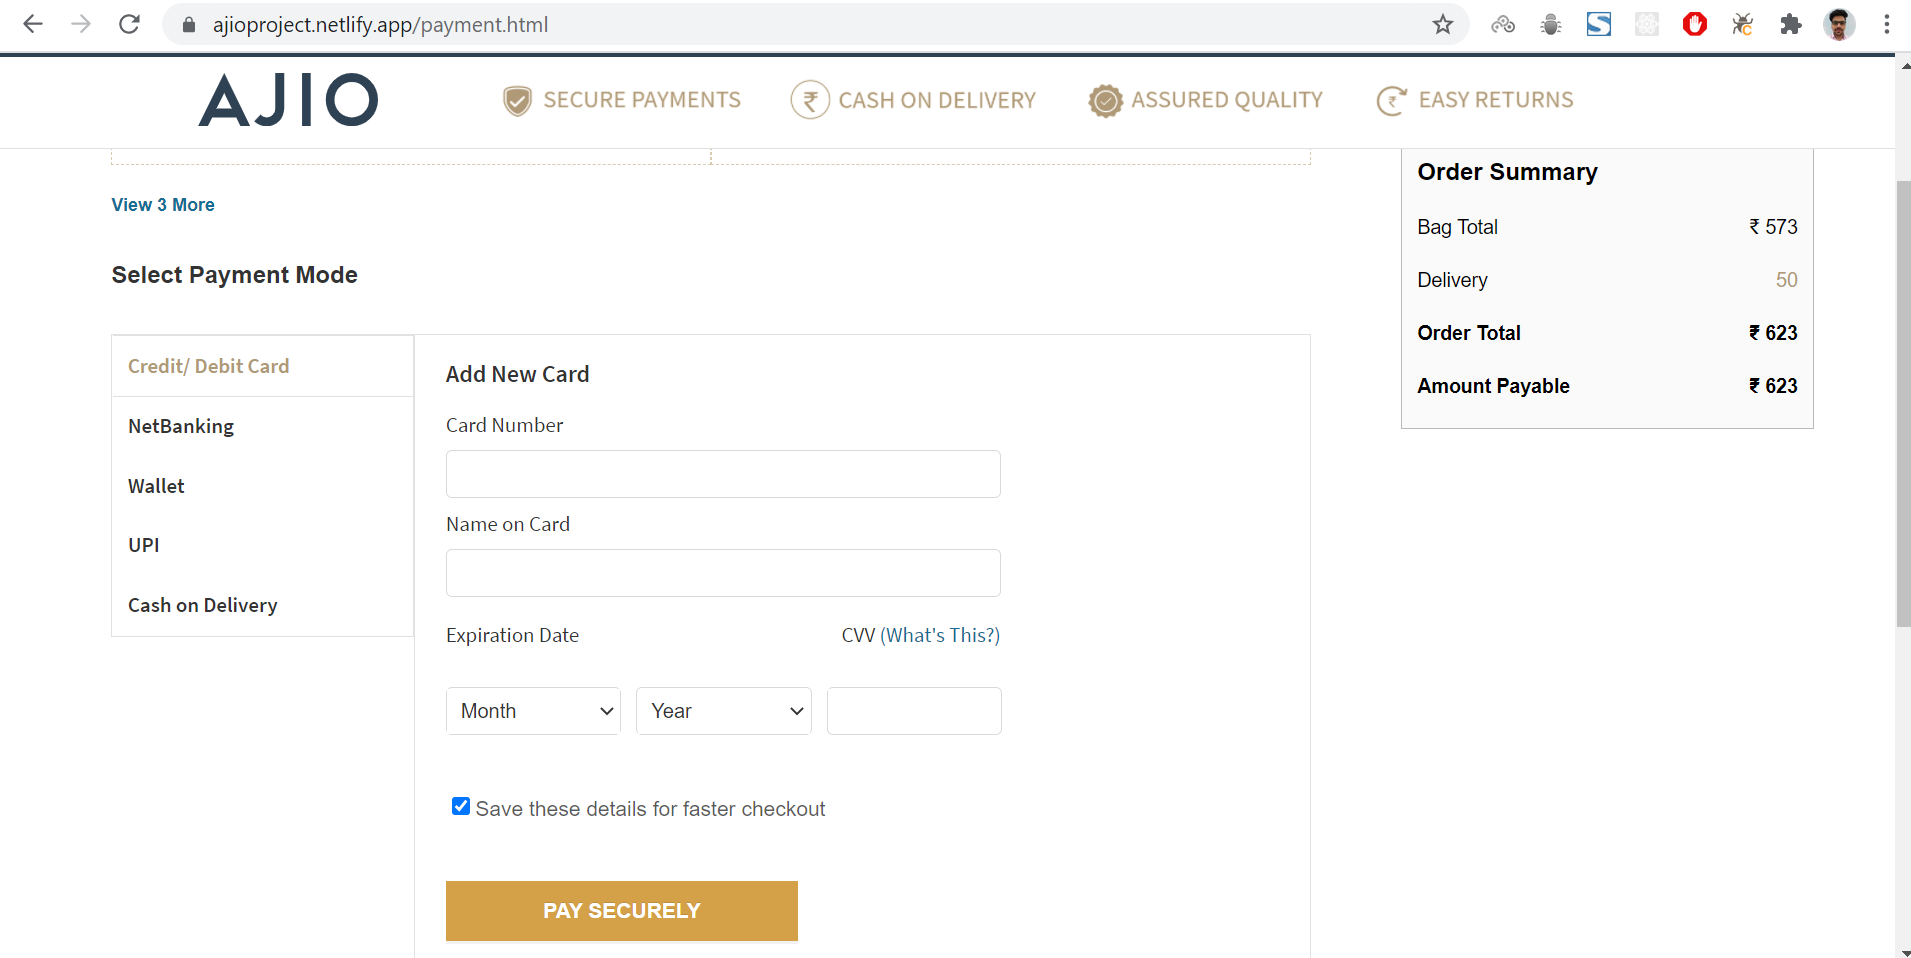 ajioproject.netlify.app/payment.html
AJIO
SECURE PAYMENTS
₹ CASH ON DELIVERY
ASSURED QUALITY
₹ EASY RETURNS
View 3 More
Select Payment Mode
Credit/ Debit Card
NetBanking
Wallet
UPI
Cash on Delivery
Add New Card
Card Number
Name on Card
Expiration Date
CVV (What's This?)
Month
Year
Save these details for faster checkout
PAY SECURELY
Order Summary
Bag Total ₹ 573
Delivery 50
Order Total ₹ 623
Amount Payable ₹ 623